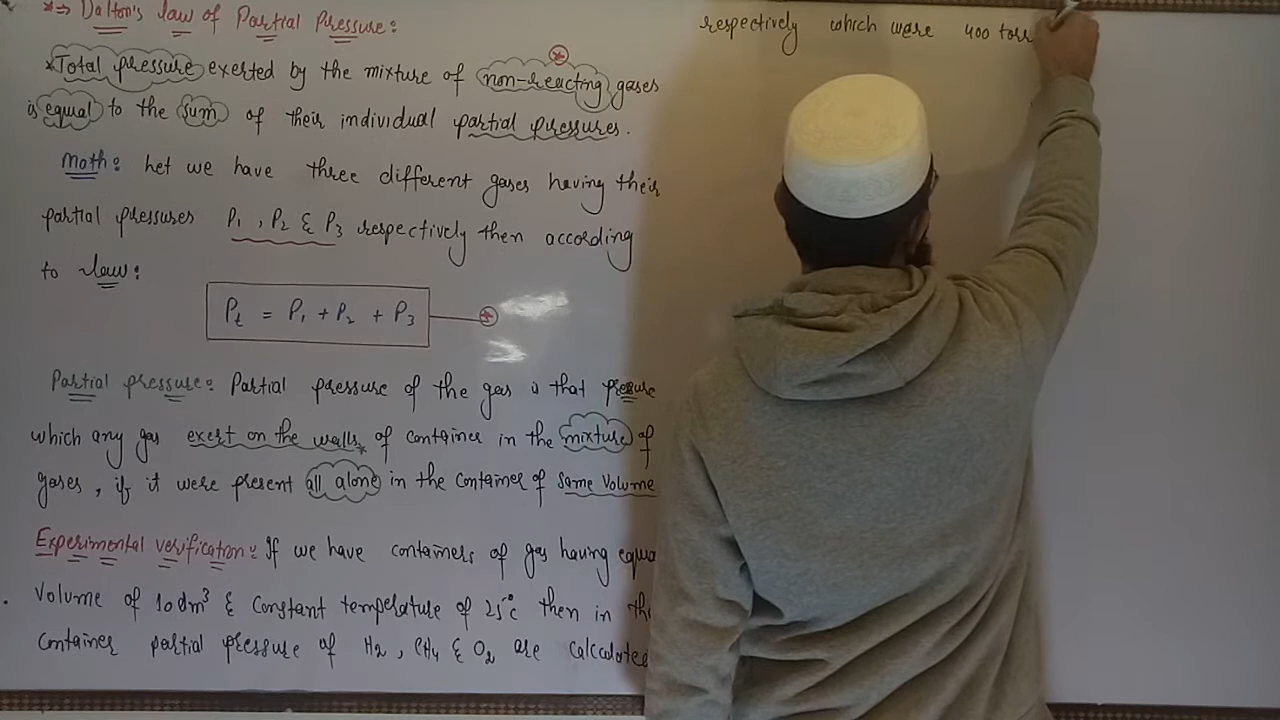 *⇒ Dalton's law of Partial Pressure:
*Total pressure exerted by the mixture of non-reacting gases
is equal to the sum of their individual partial pressures.
Math: Let we have three different gases having their
partial pressures P₁, P₂ & P₃ respectively then according
to law:
Pₜ = P₁ + P₂ + P₃
Partial pressure: Partial pressure of the gas is that pressure
which any gas exert on the walls of container in the mixture of
gases, if it were present all alone in the container of same volume
Experimental verification: If we have containers of gas having equa
volume of 10dm³ & Constant temperature of 25°C then in the
container partial pressure of H₂, CH₄ & O₂ are calculated
respectively which were 400 torr